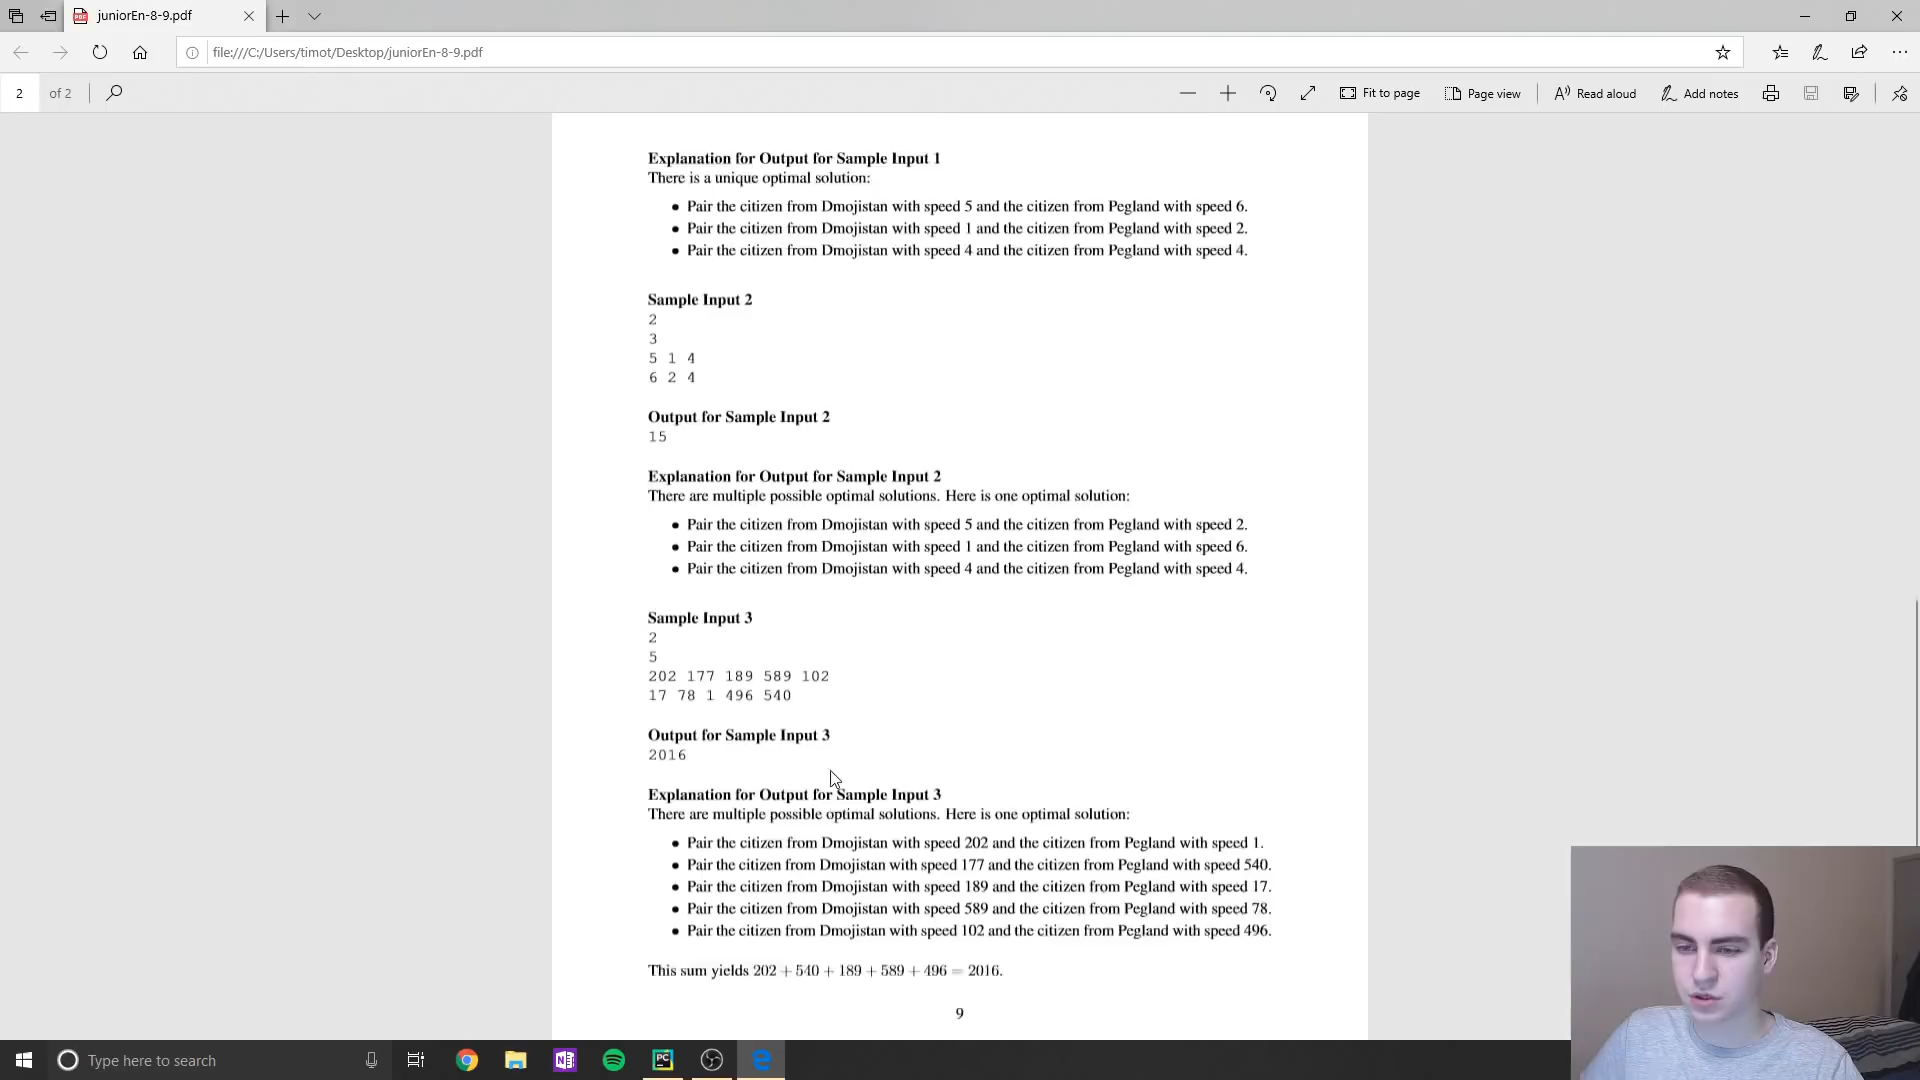 juniorEn-8-9.pdf
file:///C:/Users/timot/Desktop/juniorEn-8-9.pdf
2 of 2
Fit to page
Page view
Read aloud
Add notes
Explanation for Output for Sample Input 1
There is a unique optimal solution:
• Pair the citizen from Dmojistan with speed 5 and the citizen from Pegland with speed 6.
• Pair the citizen from Dmojistan with speed 1 and the citizen from Pegland with speed 2.
• Pair the citizen from Dmojistan with speed 4 and the citizen from Pegland with speed 4.
Sample Input 2
2
3
5 1 4
6 2 4
Output for Sample Input 2
15
Explanation for Output for Sample Input 2
There are multiple possible optimal solutions. Here is one optimal solution:
• Pair the citizen from Dmojistan with speed 5 and the citizen from Pegland with speed 2.
• Pair the citizen from Dmojistan with speed 1 and the citizen from Pegland with speed 6.
• Pair the citizen from Dmojistan with speed 4 and the citizen from Pegland with speed 4.
Sample Input 3
2
5
202 177 189 589 102
17 78 1 496 540
Output for Sample Input 3
2016
Explanation for Output for Sample Input 3
There are multiple possible optimal solutions. Here is one optimal solution:
• Pair the citizen from Dmojistan with speed 202 and the citizen from Pegland with speed 1.
• Pair the citizen from Dmojistan with speed 177 and the citizen from Pegland with speed 540.
• Pair the citizen from Dmojistan with speed 189 and the citizen from Pegland with speed 17.
• Pair the citizen from Dmojistan with speed 589 and the citizen from Pegland with speed 78.
• Pair the citizen from Dmojistan with speed 102 and the citizen from Pegland with speed 496.
This sum yields 202 + 540 + 189 + 589 + 496 = 2016.
9
Type here to search